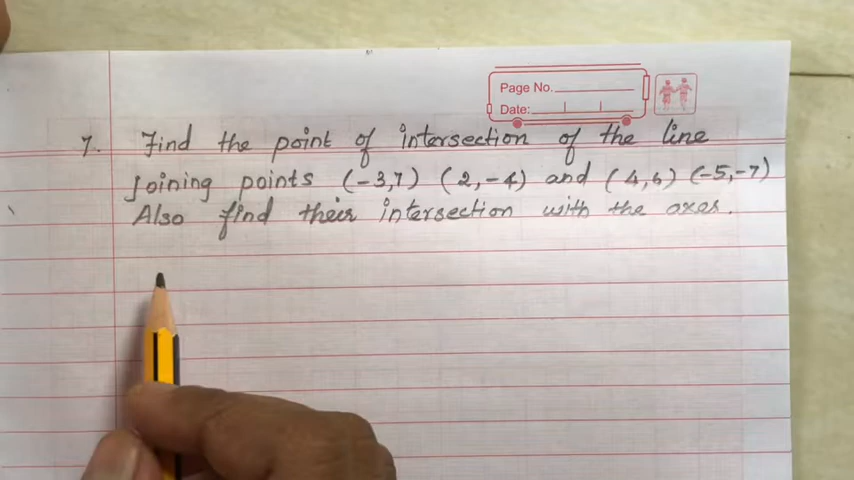 Page No.
Date:
7. Find the point of intersection of the line
joining points (-3,7) (2,-4) and (4,6) (-5,-7)
Also find their intersection with the axes.